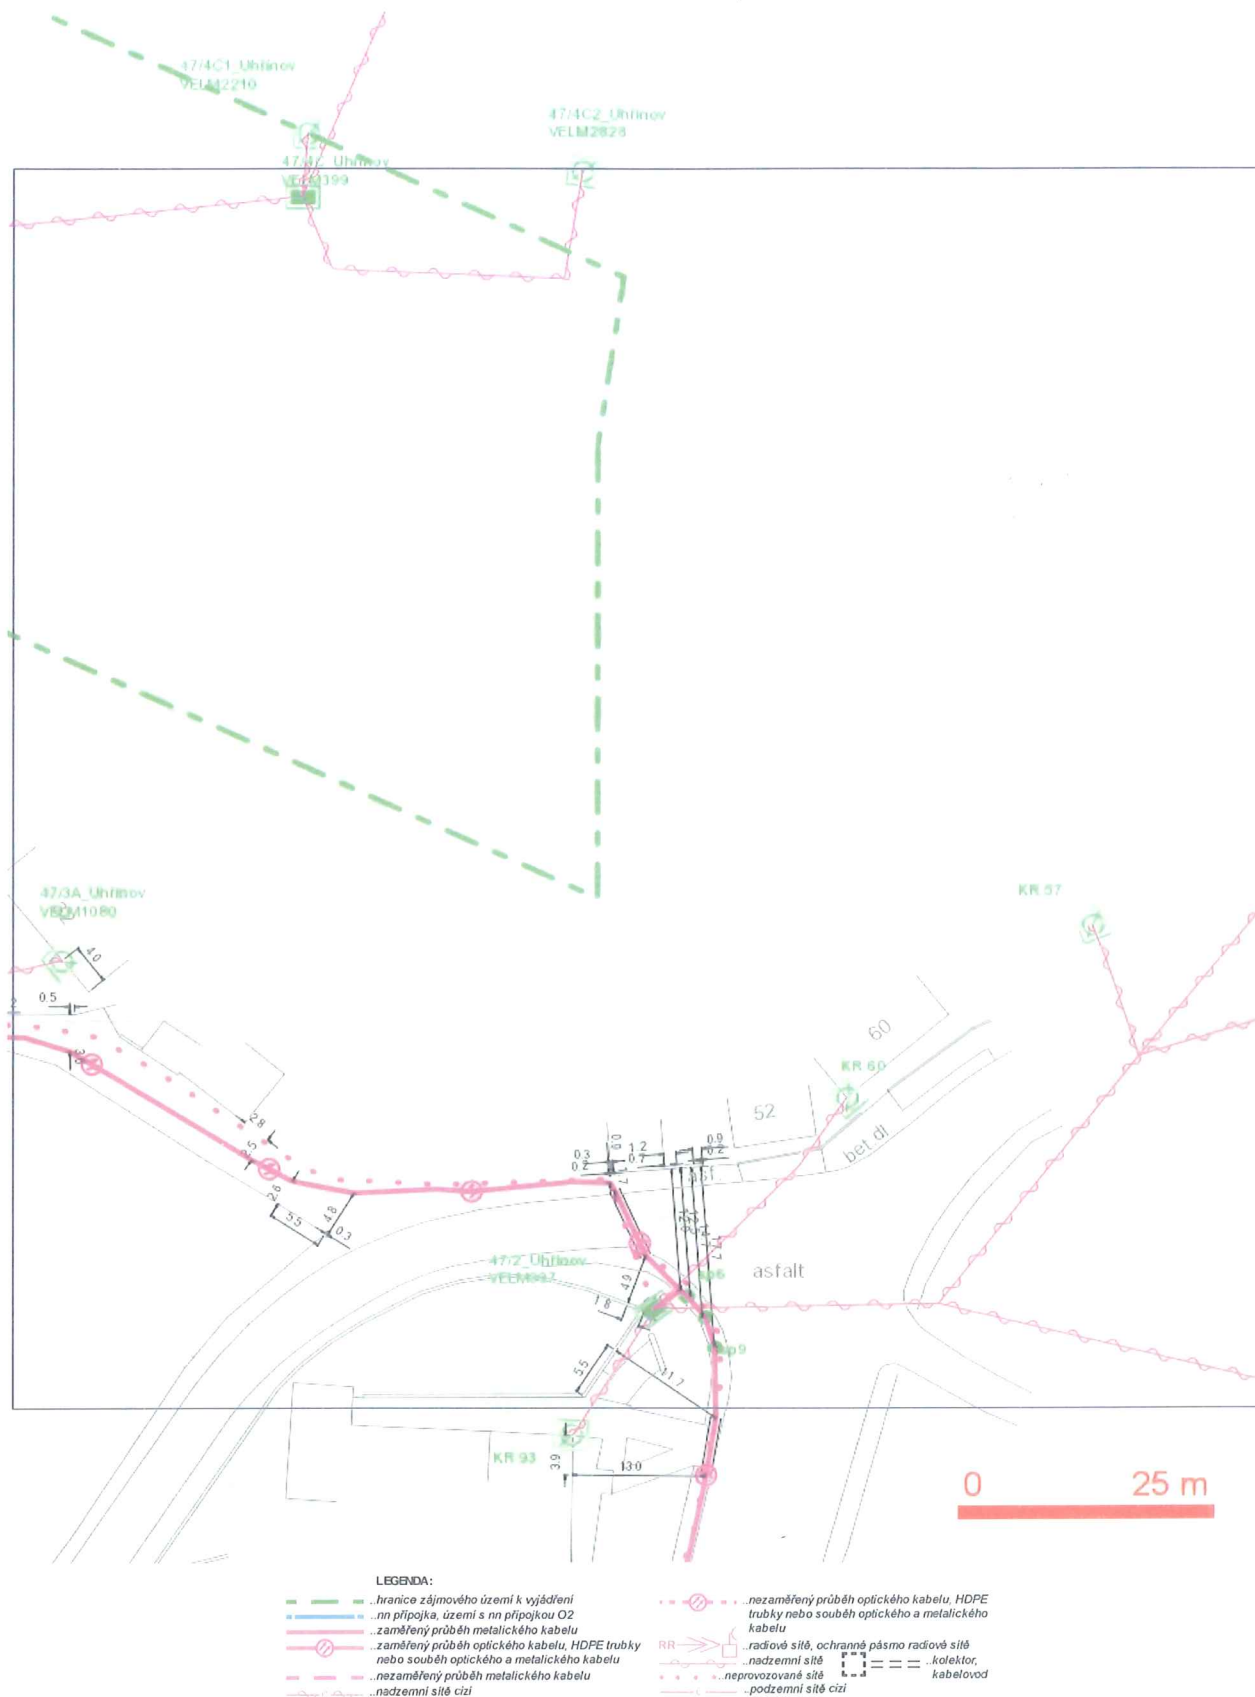 47/4C1_Uhřínov
VELM2210
47/4C2_Uhřínov
VELM2828
47/4C_Uhřínov
47/3A_Uhřínov
VELM1080
KR 57
4.0
0.5
2
60
KR 60
52
bet.dl
2.8
2.5
2.6
5.5
4.8
0.3
0.3
0.2
1.2
0.7
0.9
0.2
47/2_Uhřínov
4.9
1.8
asfalt
5.5
11.7
KR 93
3.9
13.0
0 25 m
LEGENDA:
..hranice zájmového území k vyjádření
..nn přípojka, území s nn přípojkou O2
..zaměřený průběh metalického kabelu
..zaměřený průběh optického kabelu, HDPE trubky
nebo souběh optického a metalického kabelu
..nezaměřený průběh metalického kabelu
..nadzemní sítě cizí
..nezaměřený průběh optického kabelu, HDPE
trubky nebo souběh optického a metalického
kabelu
RR ..radiové sítě, ochranné pásmo radiové sítě
..nadzemní sítě ..kolektor,
kabelovod
..neprovozované sítě
..podzemní sítě cizí